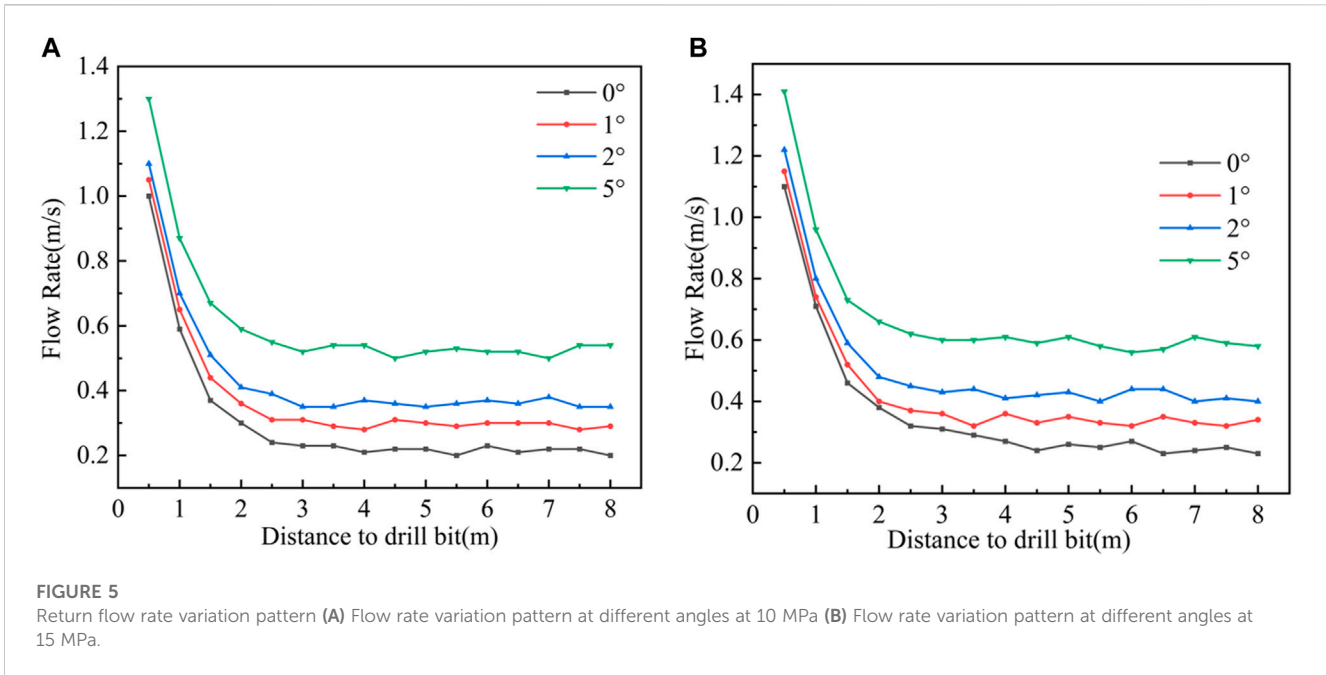 A
1.4
1.2
1.0
0.8
0.6
0.4
0.2
Flow Rate(m/s)
0°
1°
2°
5°
0 1 2 3 4 5 6 7 8
Distance to drill bit(m)
B
1.4
1.2
1.0
0.8
0.6
0.4
0.2
Flow Rate(m/s)
0°
1°
2°
5°
0 1 2 3 4 5 6 7 8
Distance to drill bit(m)
FIGURE 5
Return flow rate variation pattern (A) Flow rate variation pattern at different angles at 10 MPa (B) Flow rate variation pattern at different angles at
15 MPa.